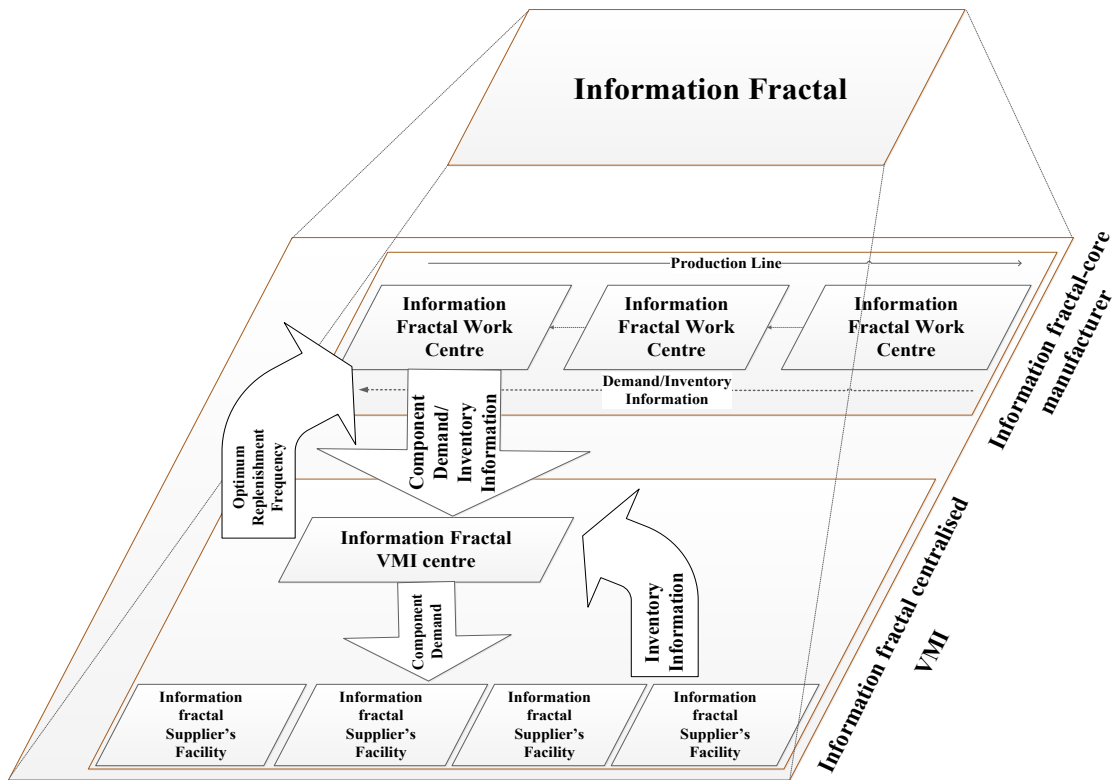 Information Fractal
Production Line
Information
Fractal Work
Centre
Information
Fractal Work
Centre
Information
Fractal Work
Centre
Demand/Inventory
Information
Information fractal-core
manufacturer
Optimum
Replenishment
Frequency
Component
Demand/
Inventory
Information
Information Fractal
VMI centre
Component
Demand
Inventory
Information
Information fractal centralised
VMI
Information
fractal
Supplier's
Facility
Information
fractal
Supplier's
Facility
Information
fractal
Supplier's
Facility
Information
fractal
Supplier's
Facility